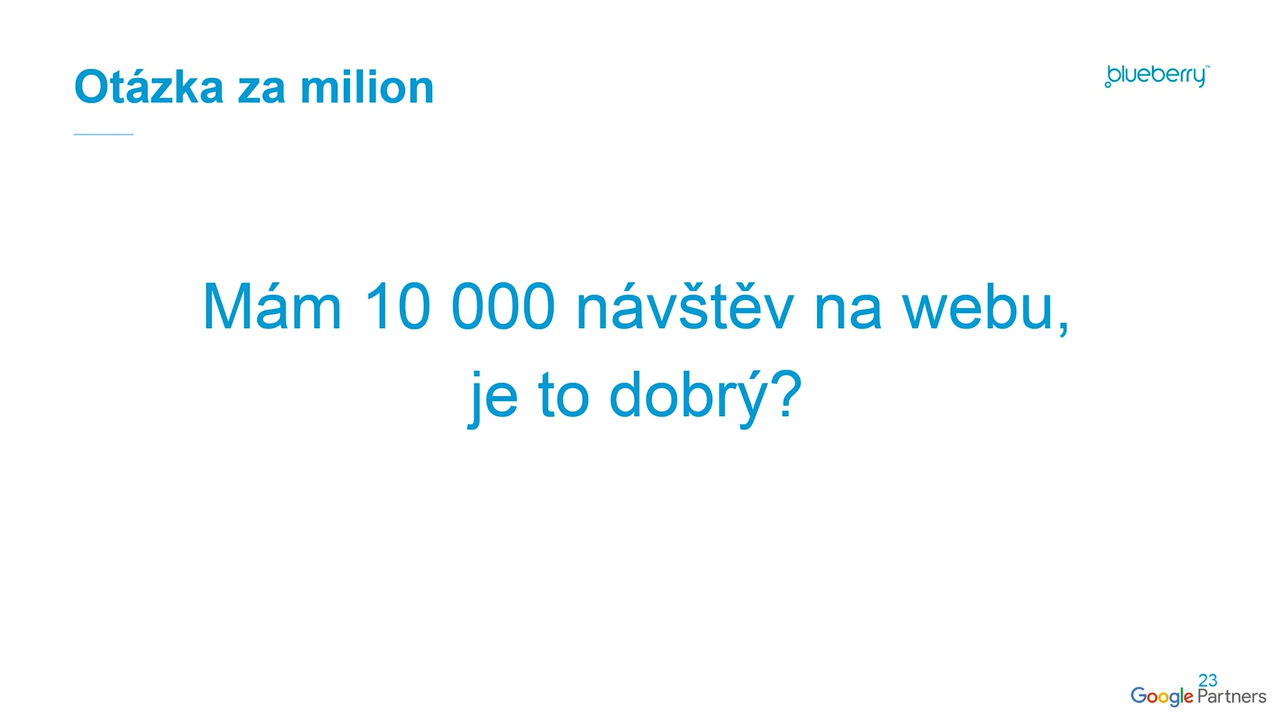 Otázka za milion
blueberry™
Mám 10 000 návštěv na webu,
je to dobrý?
23
Google Partners